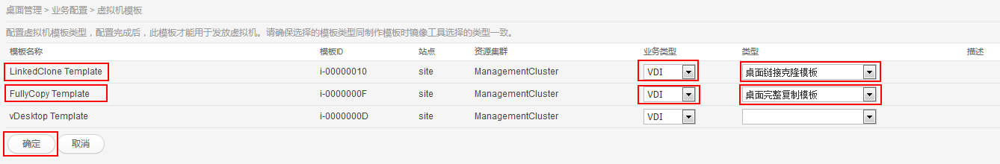 桌面管理 > 业务配置 > 虚拟机模板
配置虚拟机模板类型，配置完成后，此模板才能用于发放虚拟机。请确保选择的模板类型同制作模板时镜像工具选择的类型一致。
模板名称 模板ID 站点 资源集群 业务类型 类型 描述
LinkedClone Template i-00000010 site ManagementCluster VDI 桌面链接克隆模板
FullyCopy Template i-0000000F site ManagementCluster VDI 桌面完整复制模板
vDesktop Template i-0000000D site ManagementCluster VDI
确定 取消